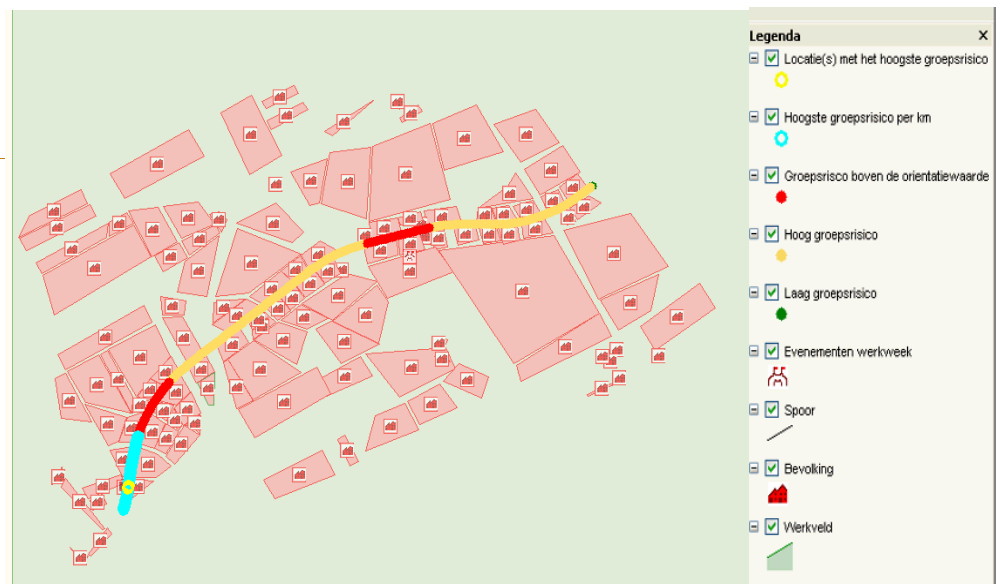 Legenda
Locatie(s) met het hoogste groepsrisico
Hoogste groepsrisico per km
Groepsrisco boven de orientatiewaarde
Hoog groepsrisico
Laag groepsrisico
Evenementen werkweek
Spoor
Bevolking
Werkveld